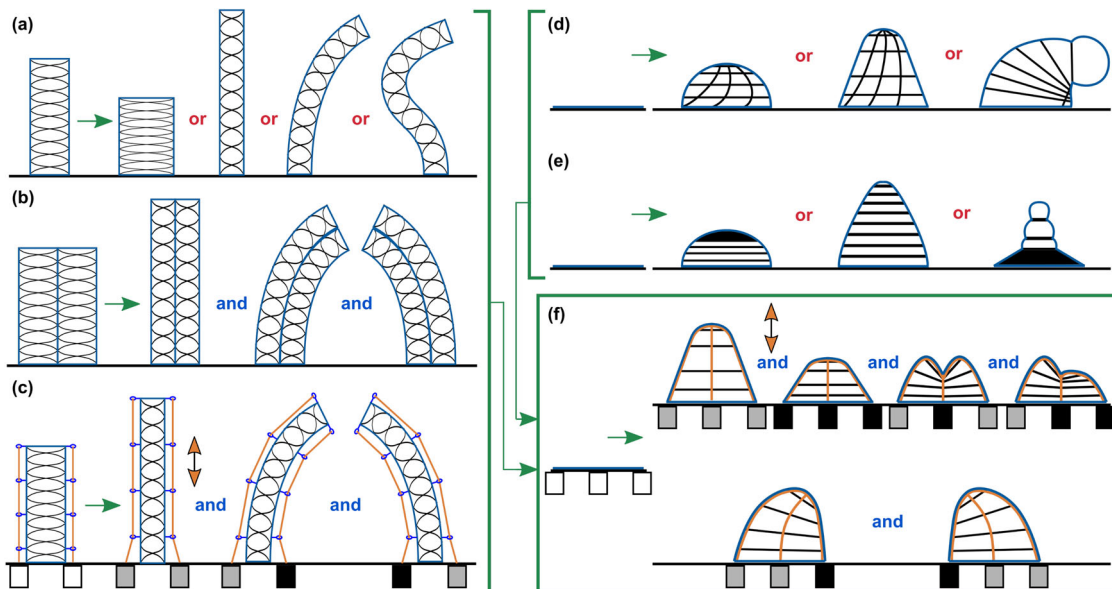 (a)
or
or
or
(b)
and
and
(c)
and
and
(d)
or
or
(e)
or
or
(f)
and
and
and
and